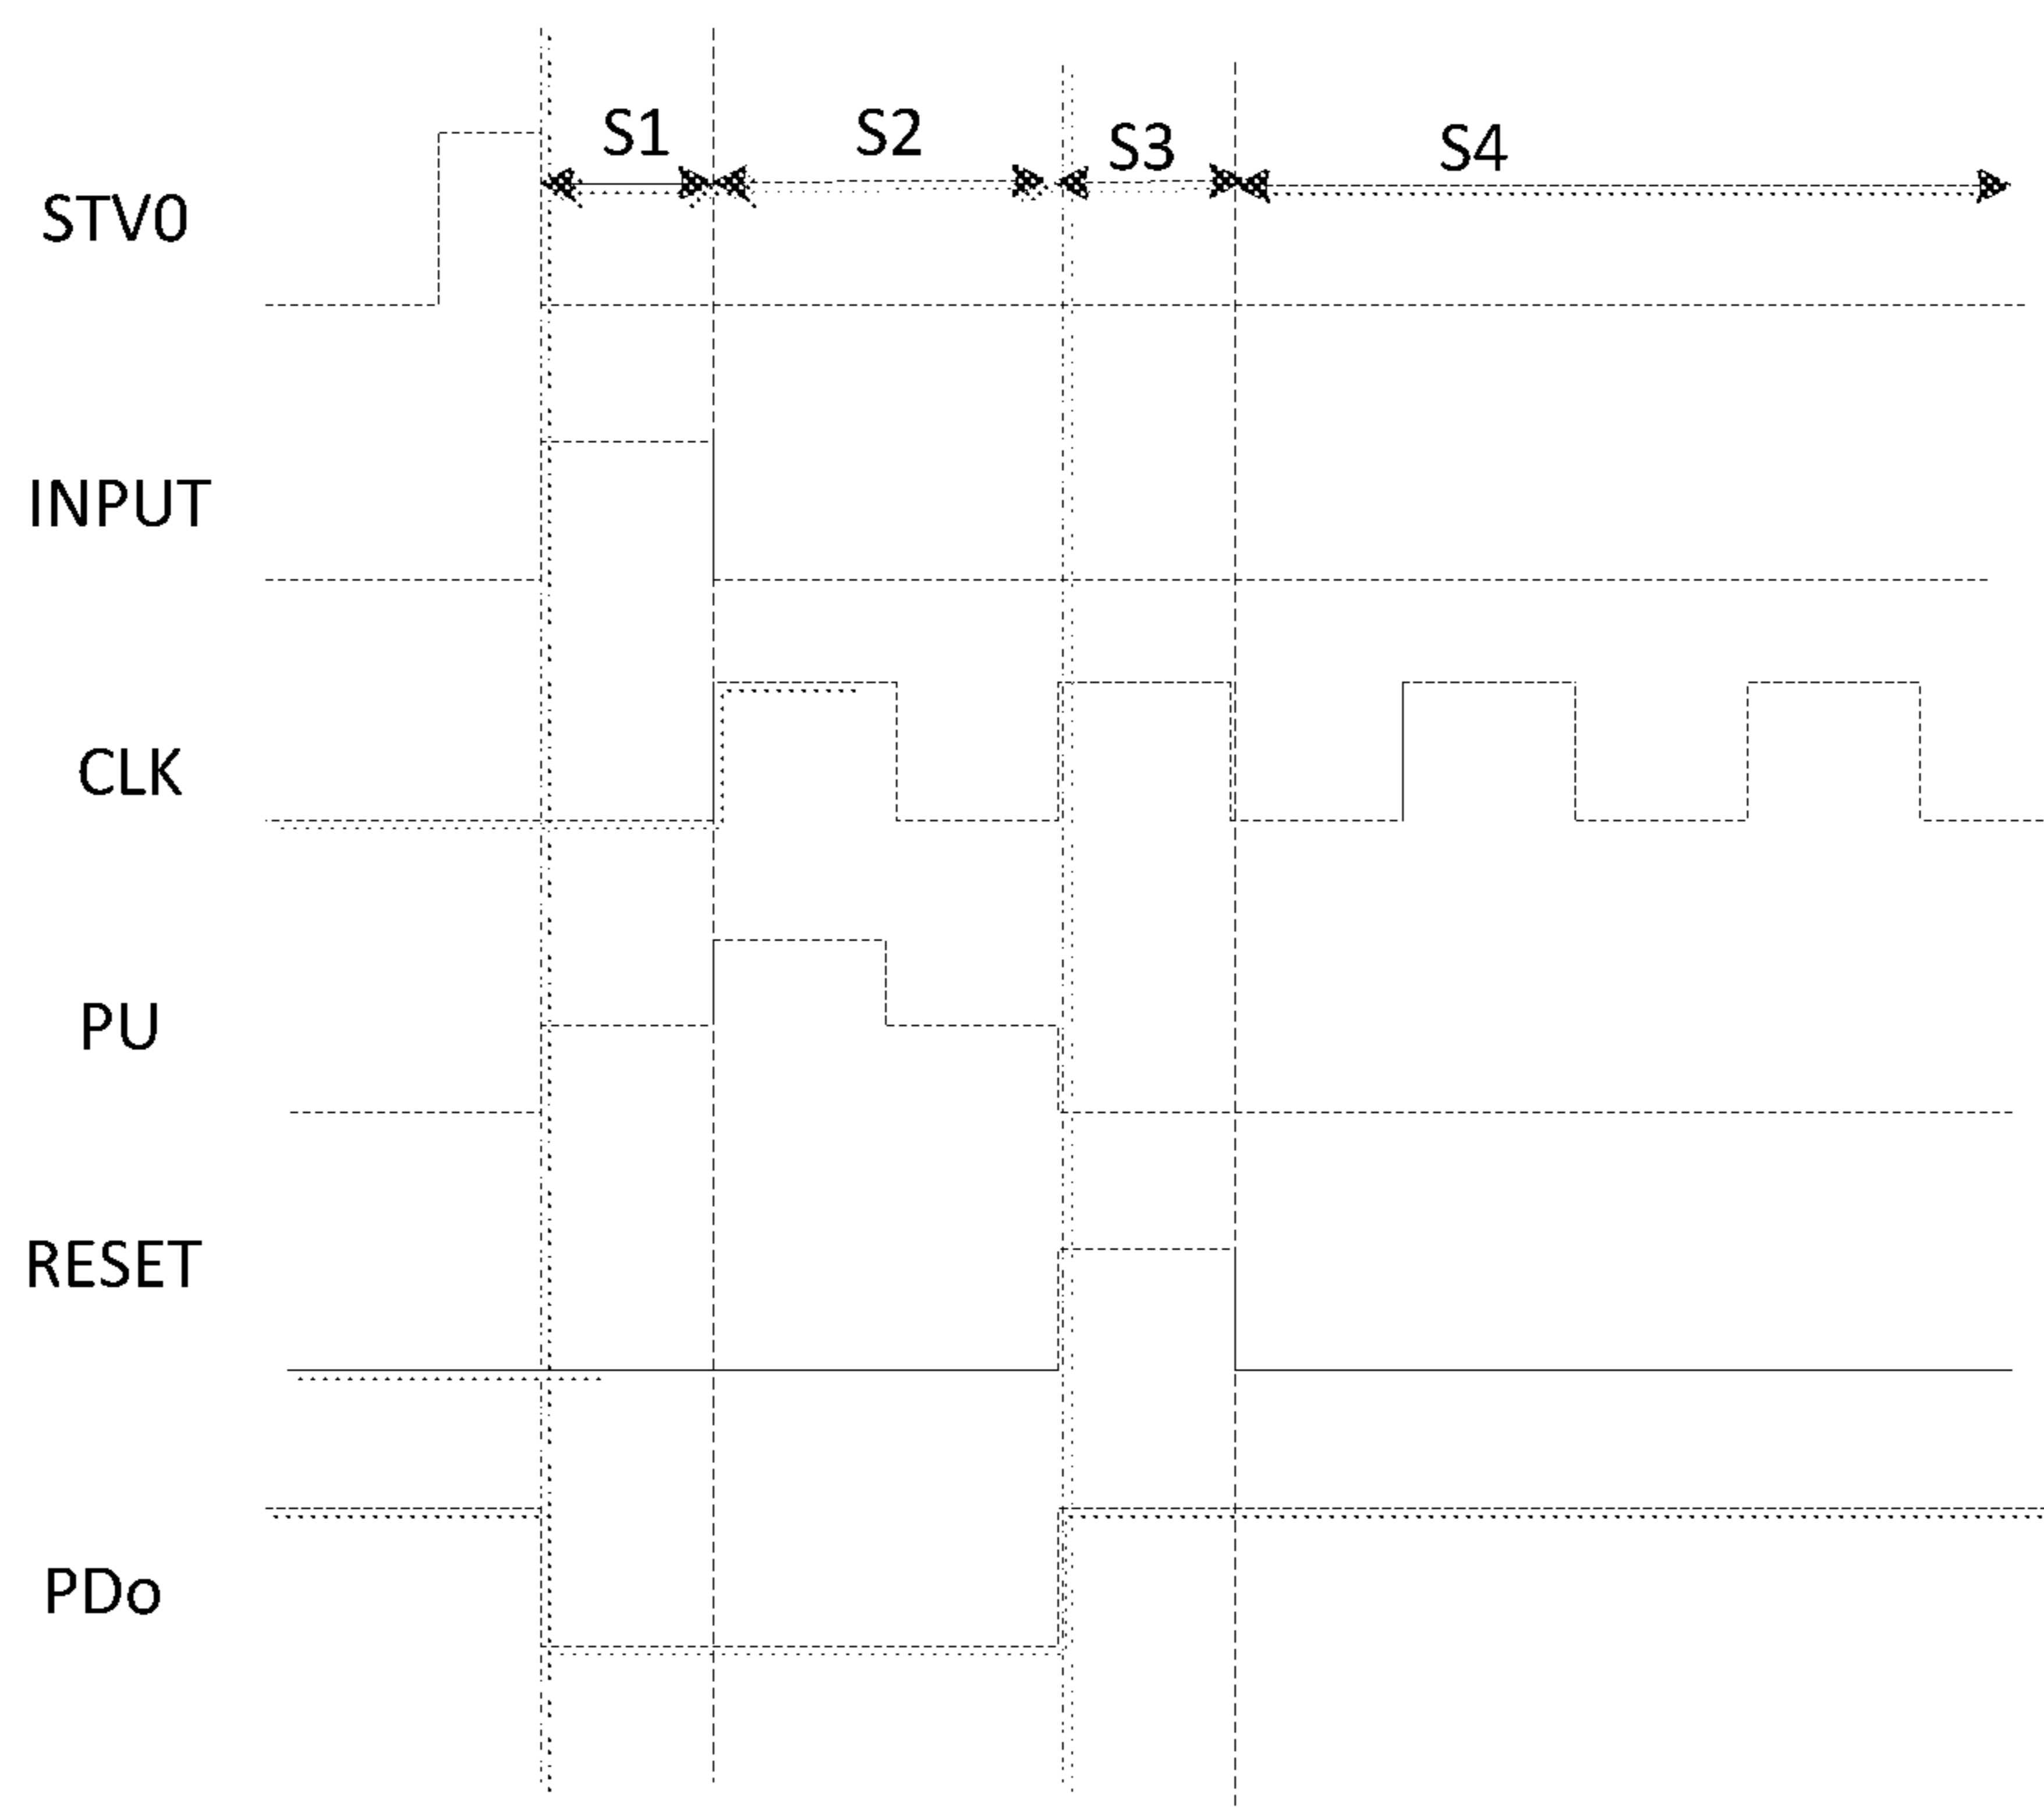 S1
S2
S3
S4
STV0
INPUT
CLK
PU
RESET
PDo